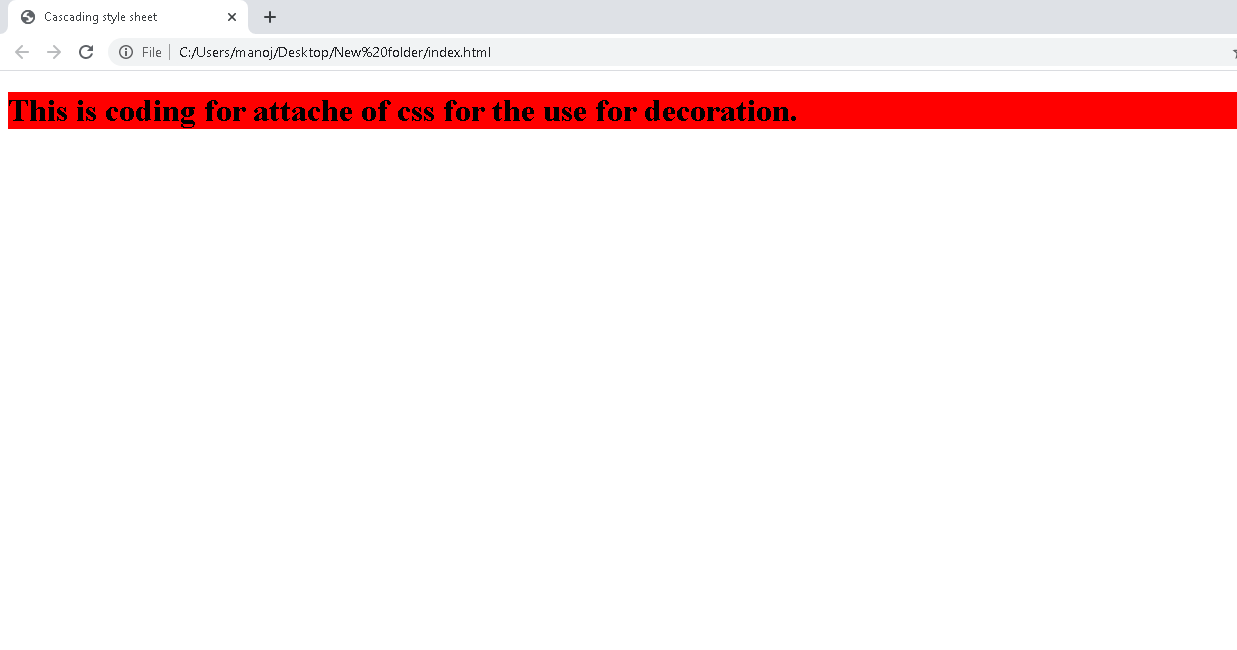 Cascading style sheet
File C:/Users/manoj/Desktop/New%20folder/index.html
This is coding for attache of css for the use for decoration.